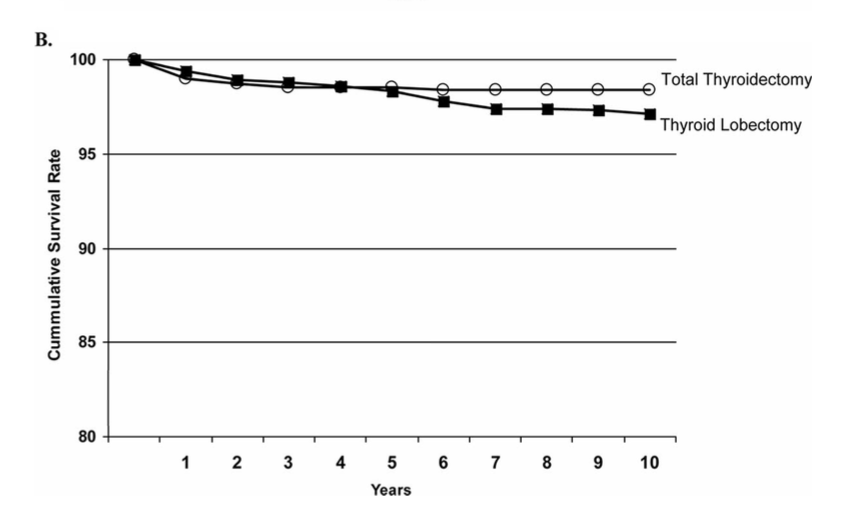 B.
100
Total Thyroidectomy
Thyroid Lobectomy
95
90
85
80
Cummulative Survival Rate
1 2 3 4 5 6 7 8 9 10
Years